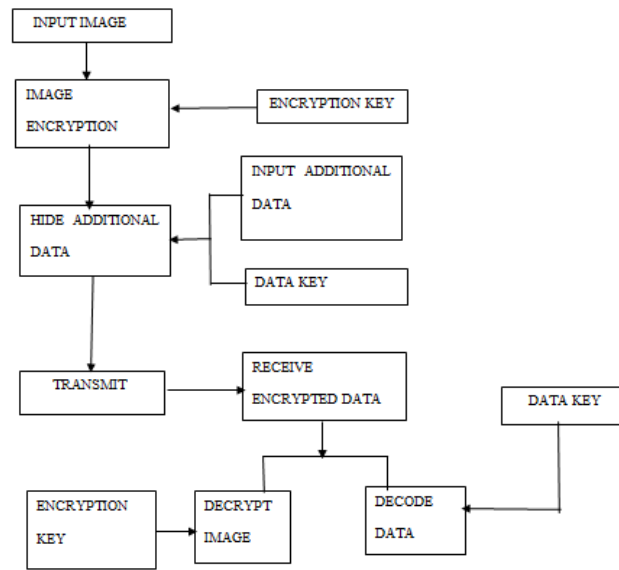 INPUT IMAGE
IMAGE
ENCRYPTION
ENCRYPTION KEY
INPUT ADDITIONAL
DATA
HIDE ADDITIONAL
DATA
DATA KEY
TRANSMIT
RECEIVE
ENCRYPTED DATA
DATA KEY
ENCRYPTION
KEY
DECRYPT
IMAGE
DECODE
DATA